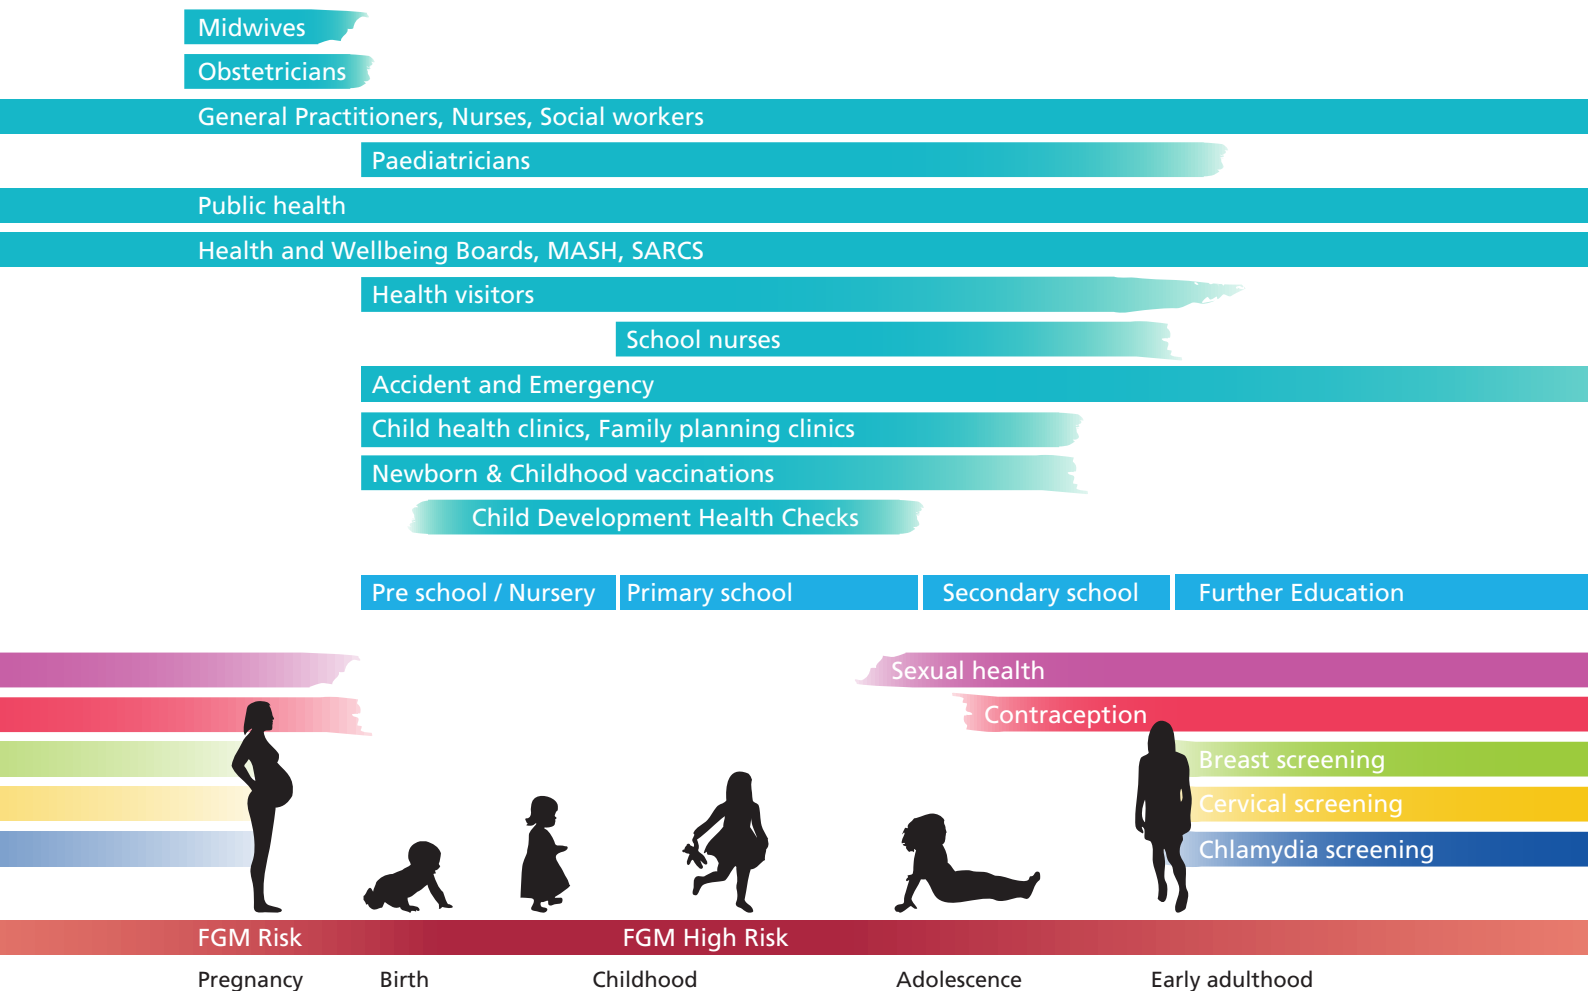 Midwives
Obstetricians
General Practitioners, Nurses, Social workers
Paediatricians
Public health
Health and Wellbeing Boards, MASH, SARCS
Health visitors
School nurses
Accident and Emergency
Child health clinics, Family planning clinics
Newborn & Childhood vaccinations
Child Development Health Checks
Pre school / Nursery Primary school Secondary school Further Education
Sexual health
Contraception
Breast screening
Cervical screening
Chlamydia screening
FGM Risk FGM High Risk
Pregnancy Birth Childhood Adolescence Early adulthood